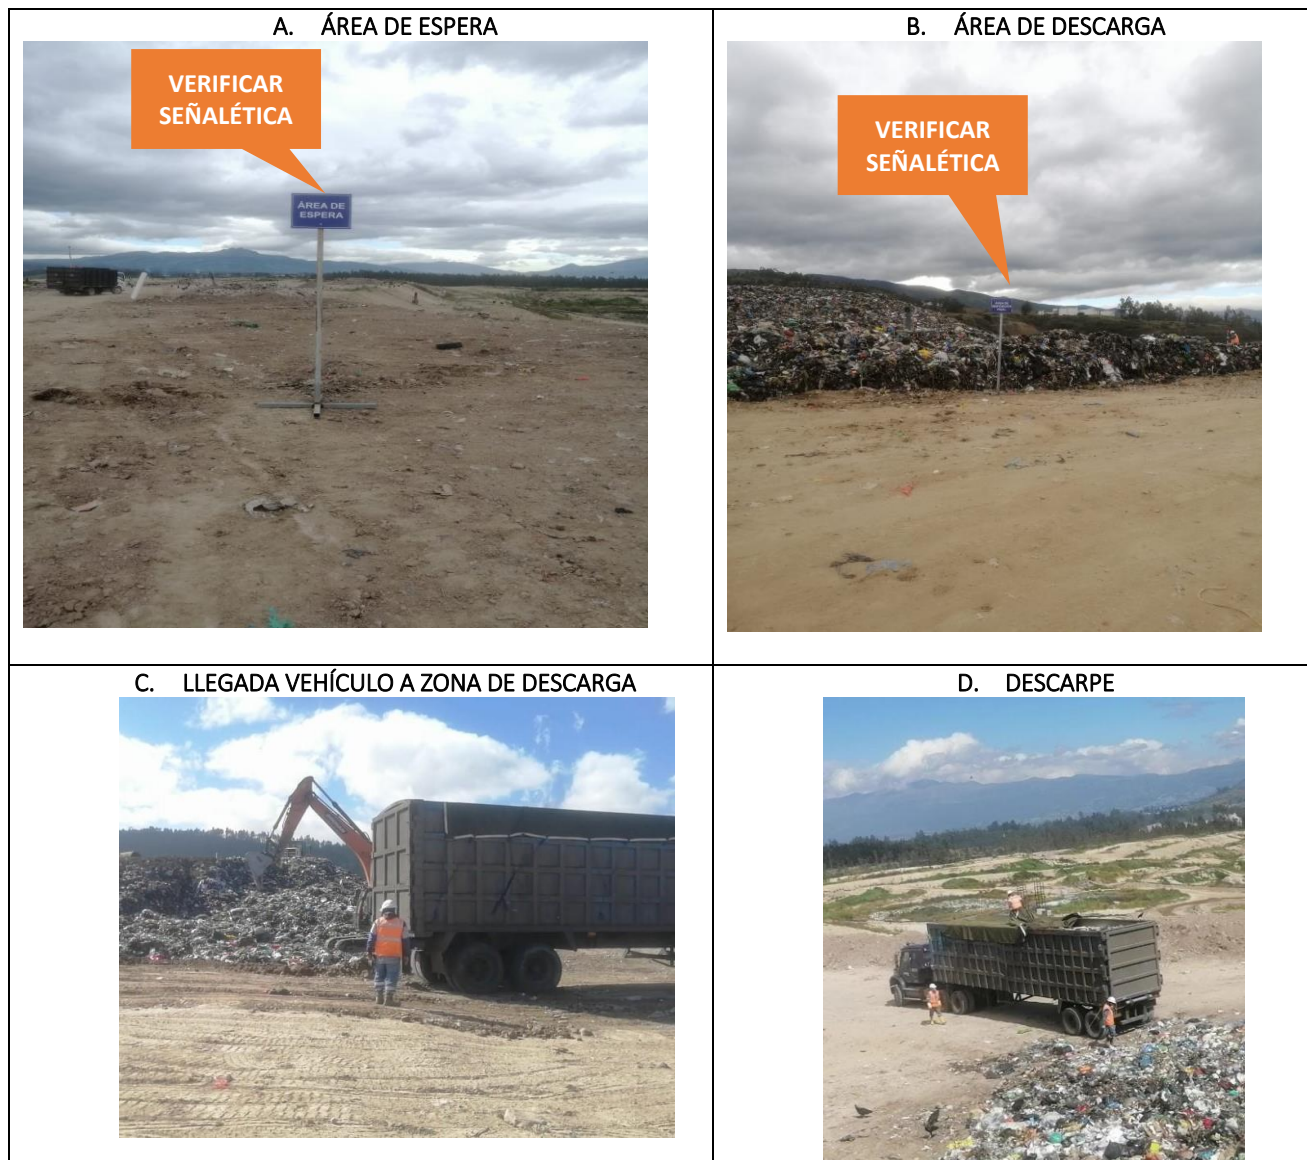 A. ÁREA DE ESPERA
VERIFICAR
SEÑALÉTICA
ÁREA DE
ESPERA
B. ÁREA DE DESCARGA
VERIFICAR
SEÑALÉTICA
C. LLEGADA VEHÍCULO A ZONA DE DESCARGA
D. DESCARPE